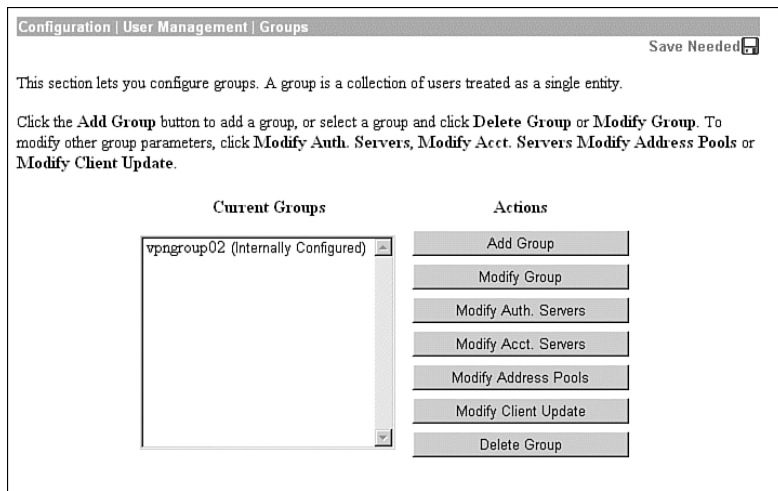 Configuration | User Management | Groups
Save Needed
This section lets you configure groups. A group is a collection of users treated as a single entity.
Click the Add Group button to add a group, or select a group and click Delete Group or Modify Group. To
modify other group parameters, click Modify Auth. Servers, Modify Acct. Servers Modify Address Pools or
Modify Client Update.
Current Groups
Actions
vpngroup02 (Internally Configured)
Add Group
Modify Group
Modify Auth. Servers
Modify Acct. Servers
Modify Address Pools
Modify Client Update
Delete Group